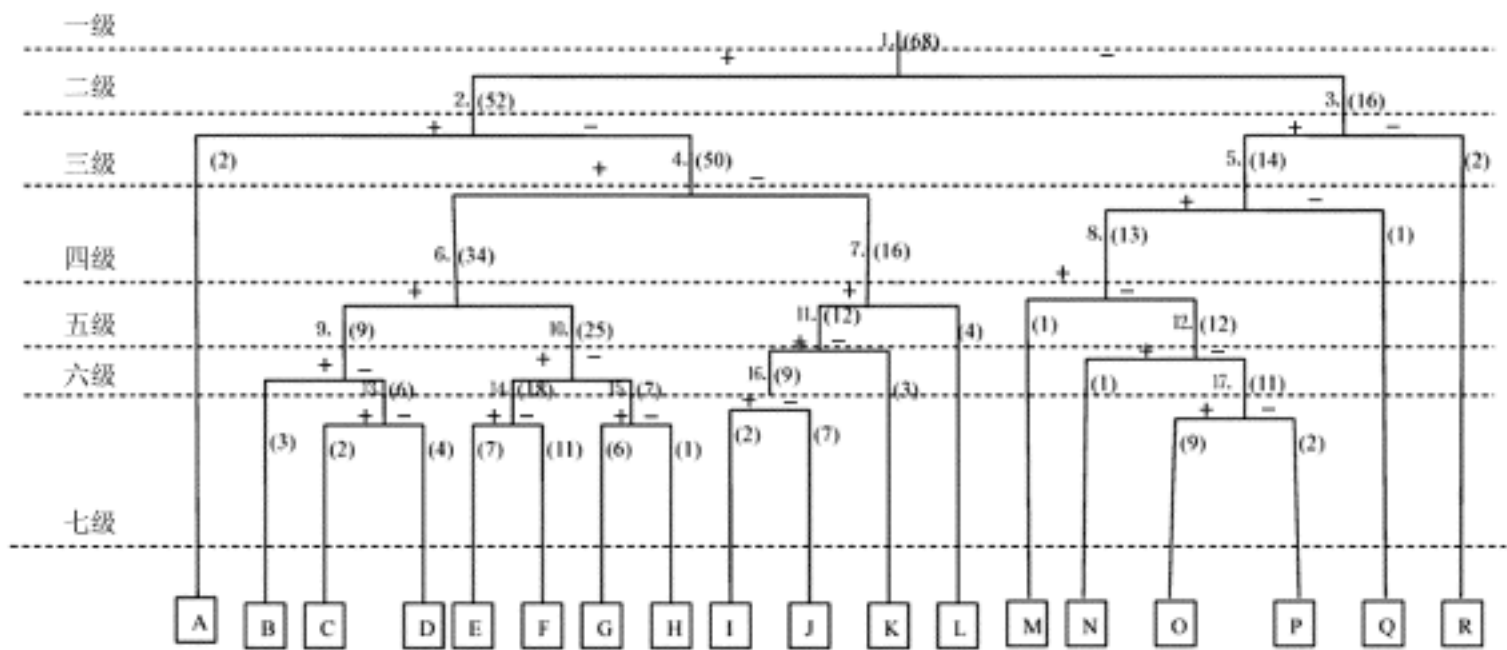 一级
1. (68)
+ −
二级
2. (52) 3. (16)
+ − + −
三级
(2) 4. (50) 5. (14) (2)
+ − + −
四级
6. (34) 7. (16) 8. (13) (1)
+ + + −
五级
9. (9) 10. (25) 11. (12) (4) (1) 12. (12)
+ − + − + − + −
六级
13. (6) 14. (18) 15. (7) 16. (9) (3) (1) 17. (11)
+ − + − + − + − + −
(3) (2) (4) (7) (11) (6) (1) (2) (7) (9) (2)
七级
A B C D E F G H I J K L M N O P Q R